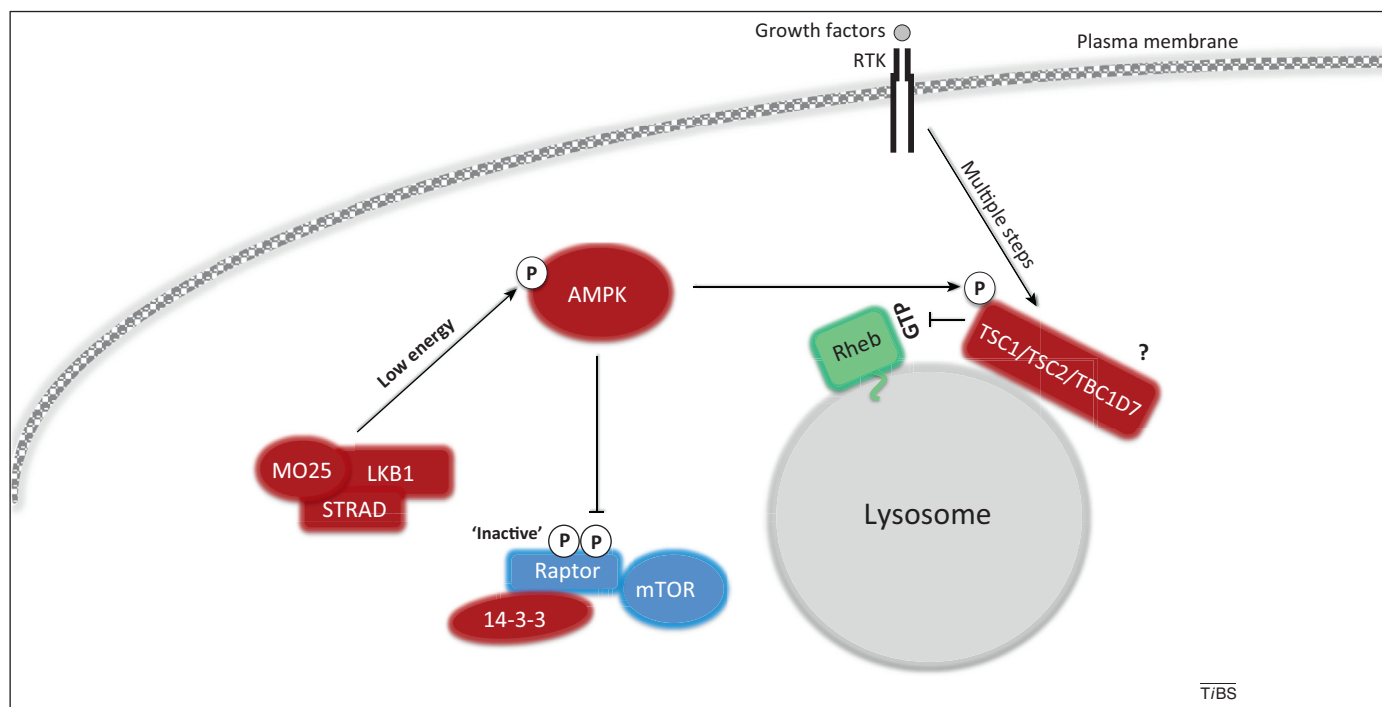 Growth factors
RTK
Plasma membrane
Multiple steps
P
AMPK
P
GTP
Rheb
TSC1/TSC2/TBC1D7
?
Low energy
MO25
LKB1
STRAD
Lysosome
'Inactive'
P P
Raptor
mTOR
14-3-3
TiBS